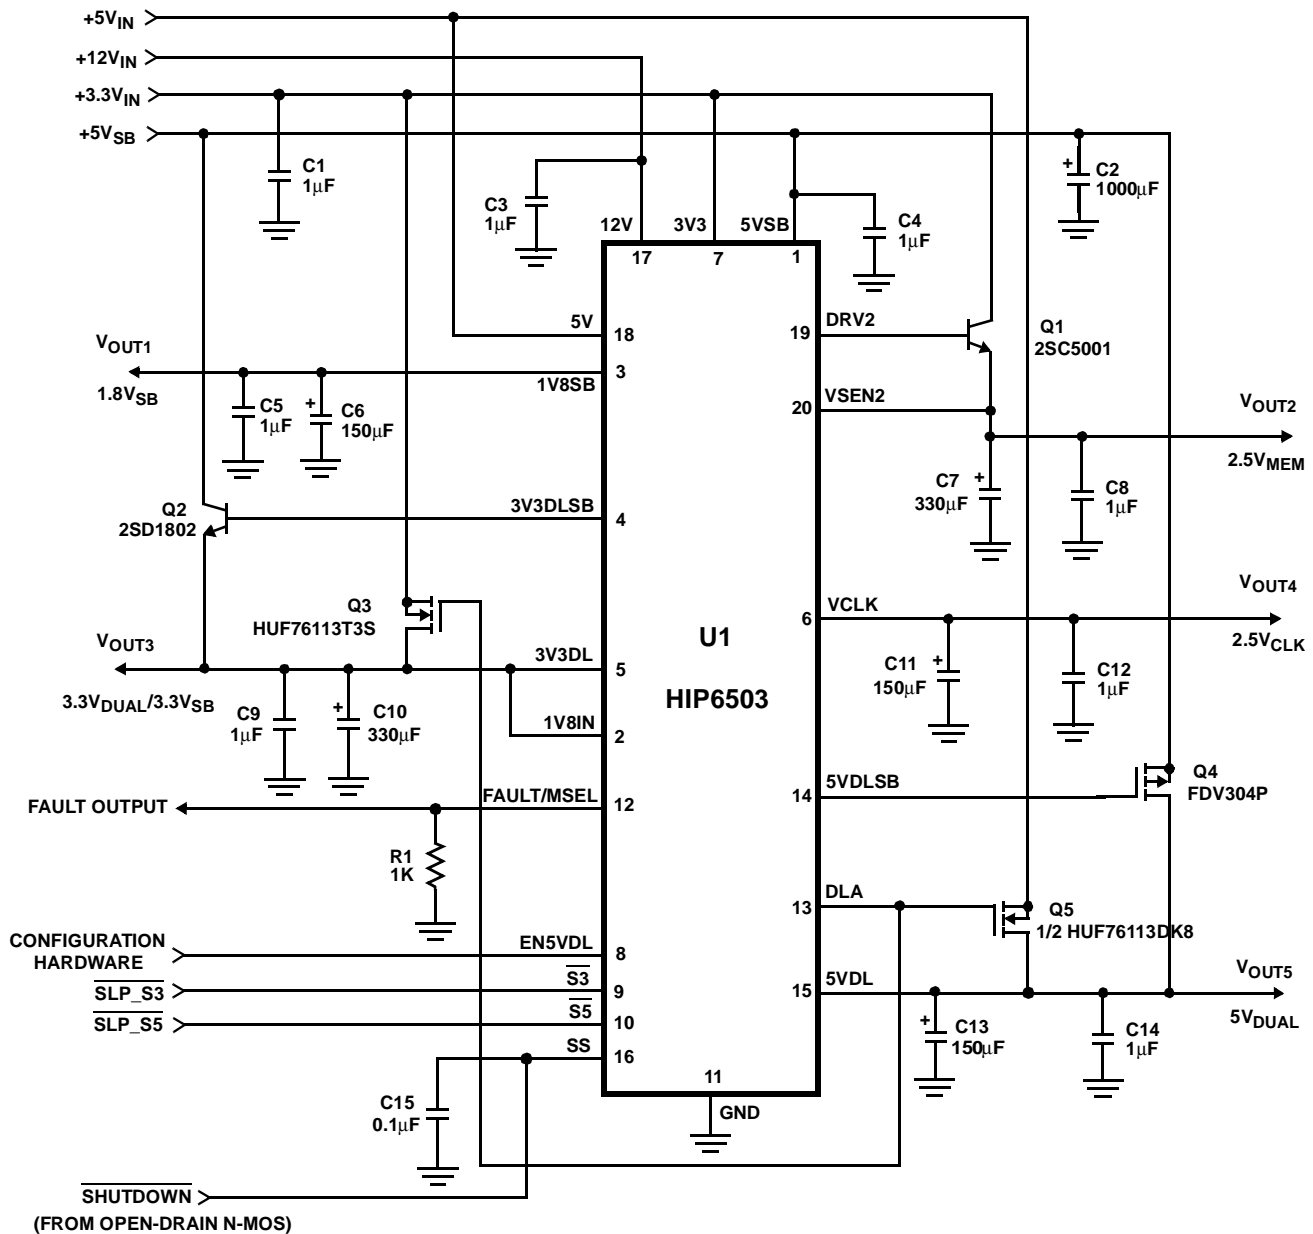 +5VIN
+12VIN
+3.3VIN
+5VSB
C1
1µF
C3
1µF
12V
3V3
5VSB
C4
1µF
C2
1000µF
17
7
1
5V
18
19
DRV2
Q1
2SC5001
VOUT1
1.8VSB
1V8SB
3
C5
1µF
C6
150µF
20
VSEN2
VOUT2
2.5VMEM
C7
330µF
C8
1µF
Q2
2SD1802
3V3DLSB
4
Q3
HUF76113T3S
U1
HIP6503
6
VCLK
VOUT4
2.5VCLK
C11
150µF
C12
1µF
VOUT3
3.3VDUAL/3.3VSB
3V3DL
5
C9
1µF
C10
330µF
1V8IN
2
14
5VDLSB
Q4
FDV304P
FAULT OUTPUT
FAULT/MSEL
12
R1
1K
13
DLA
Q5
1/2 HUF76113DK8
CONFIGURATION
HARDWARE
EN5VDL
8
SLP_S3
S3
9
SLP_S5
S5
10
15
5VDL
VOUT5
5VDUAL
C13
150µF
C14
1µF
SS
16
C15
0.1µF
11
GND
SHUTDOWN
(FROM OPEN-DRAIN N-MOS)